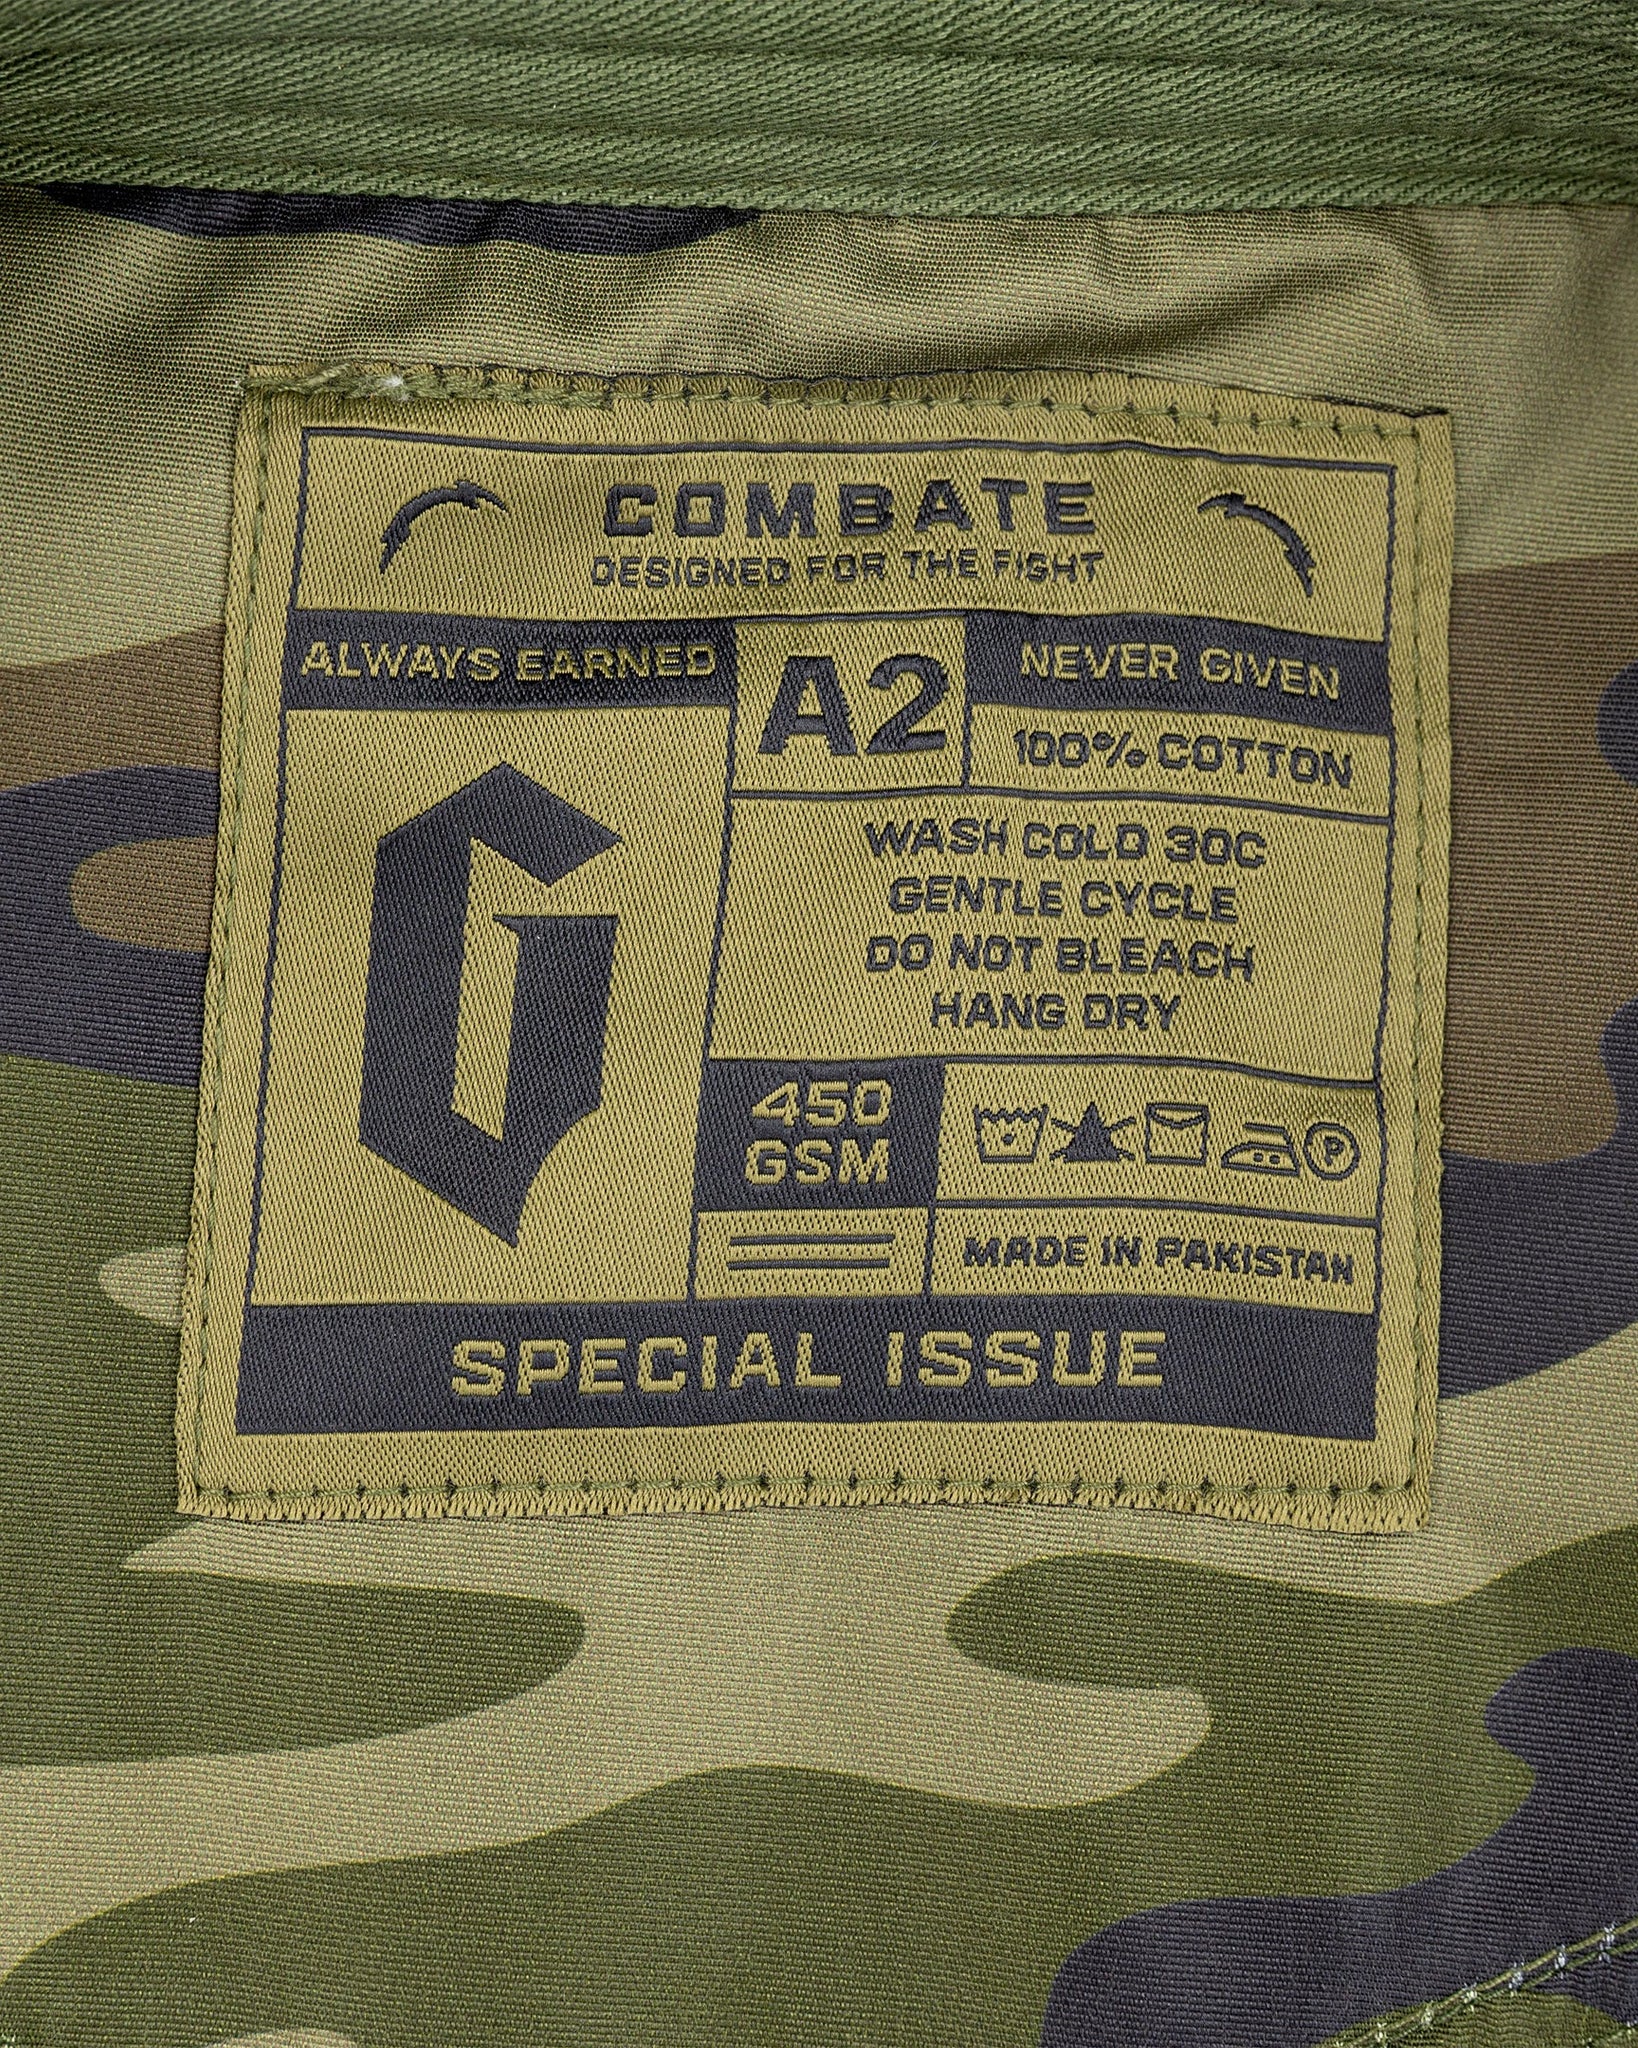 COMBATE
DESIGNED FOR THE FIGHT
ALWAYS EARNED
A2
NEVER GIVEN
100% COTTON
WASH COLD 30C
GENTLE CYCLE
DO NOT BLEACH
HANG DRY
G
450
GSM
P
MADE IN PAKISTAN
SPECIAL ISSUE